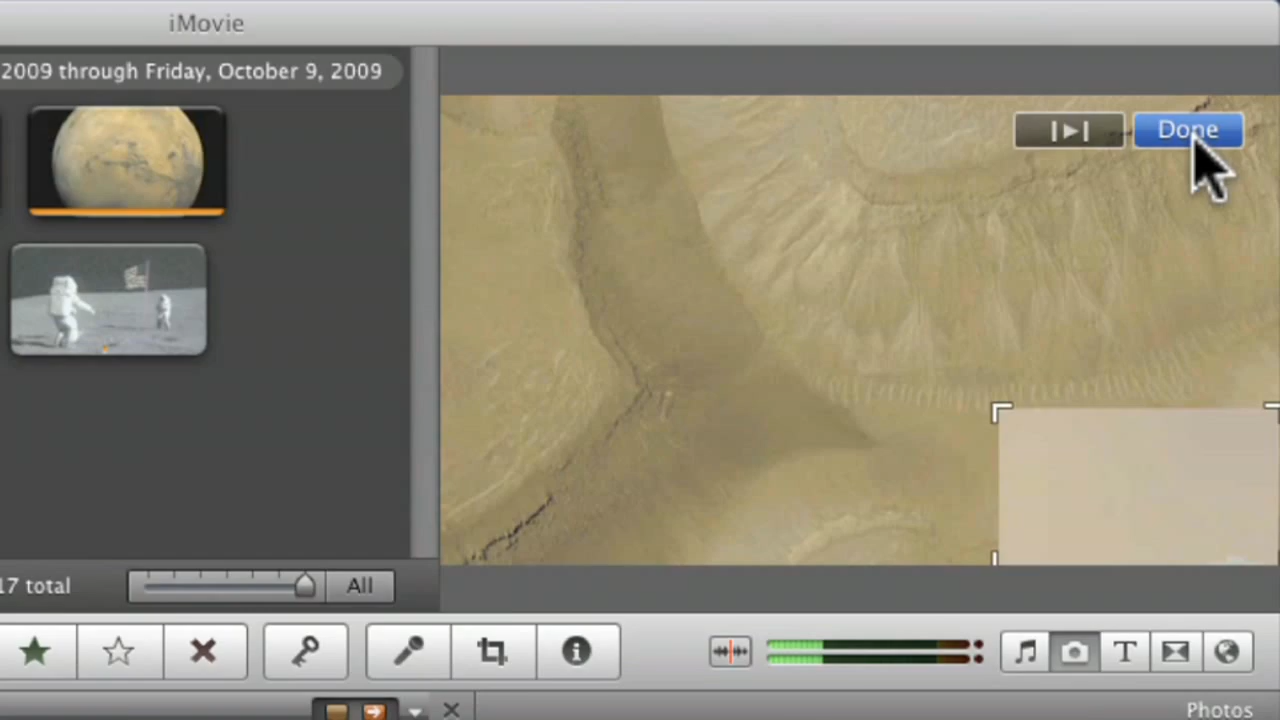 iMovie
2009 through Friday, October 9, 2009
Done
17 total
All
T
Photos